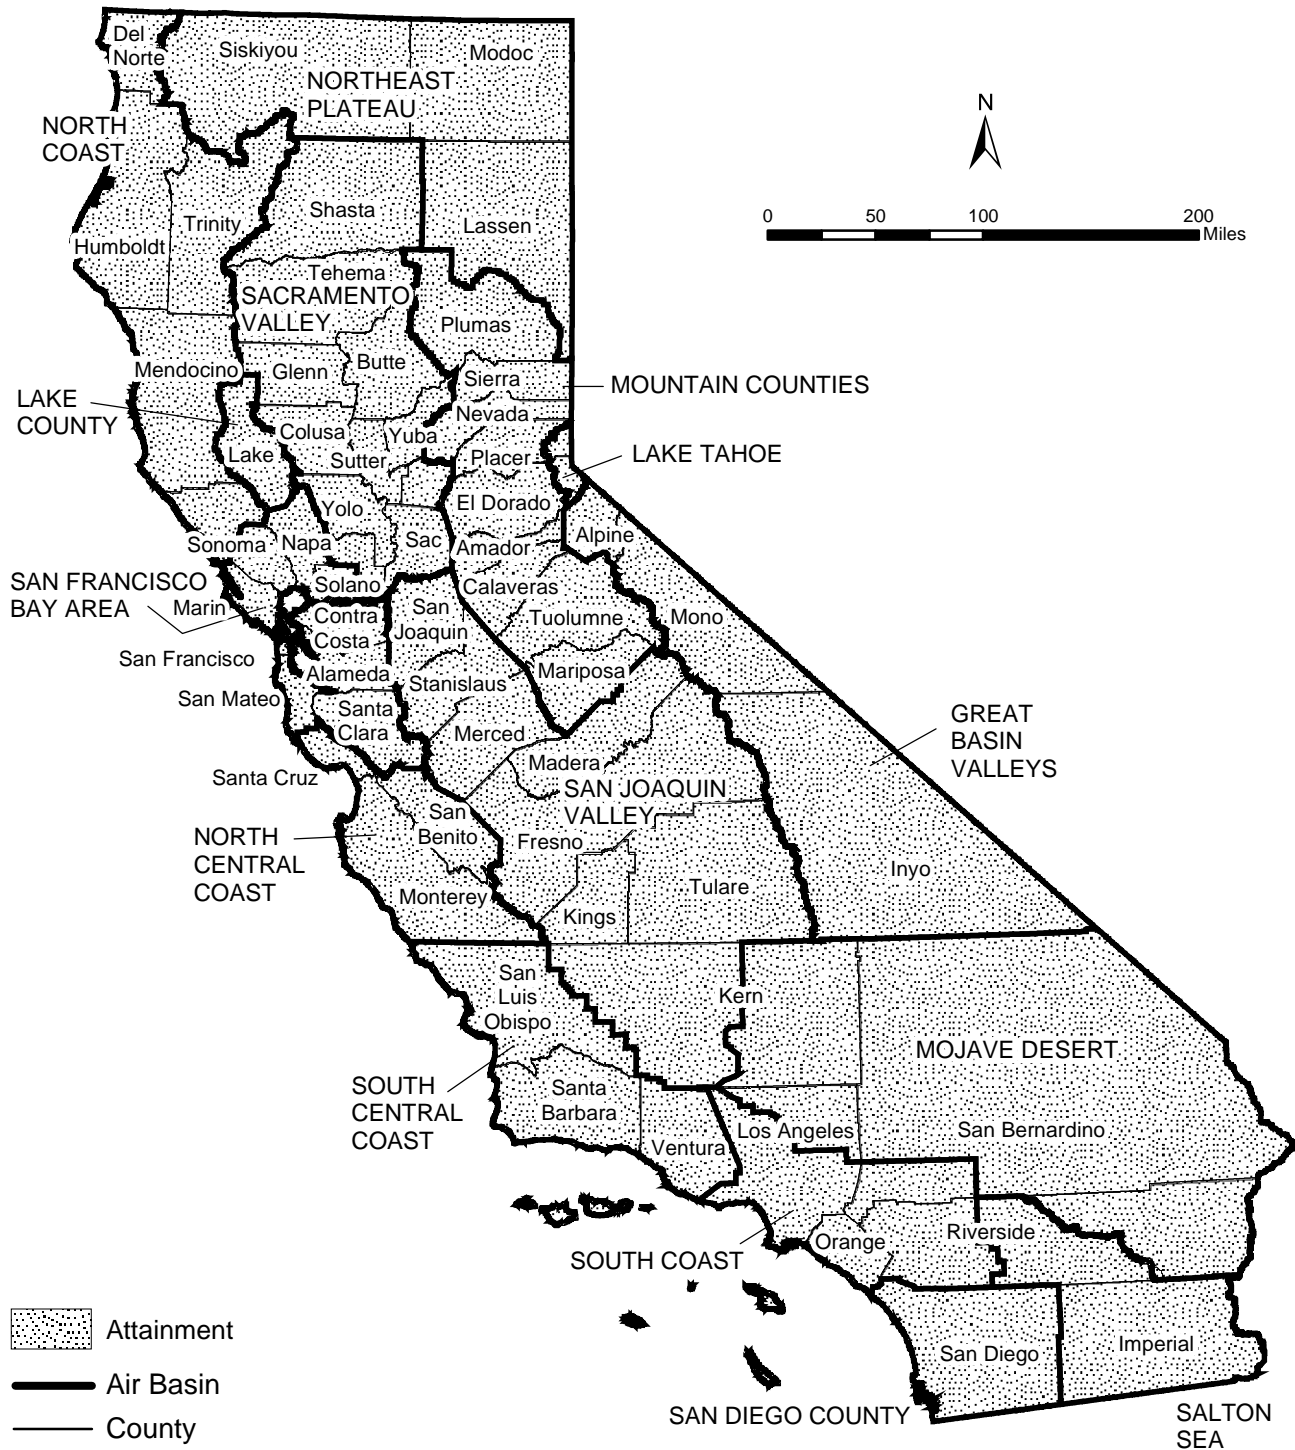 Del
Norte
Siskiyou
Modoc
NORTHEAST
PLATEAU
NORTH
COAST
N
0 50 100 200
Miles
Shasta
Trinity
Lassen
Humboldt
Tehema
SACRAMENTO
VALLEY
Plumas
Butte
Mendocino
Glenn
Sierra
MOUNTAIN COUNTIES
LAKE
COUNTY
Nevada
Colusa
Yuba
Lake
Sutter
Placer
LAKE TAHOE
El Dorado
Yolo
Sonoma
Napa
Sac
Amador
Alpine
SAN FRANCISCO
BAY AREA
Solano
Calaveras
Marin
Contra
Costa
San
Joaquin
Tuolumne
Mono
San Francisco
Alameda
Stanislaus
Mariposa
San Mateo
Santa
Clara
Merced
GREAT
BASIN
VALLEYS
Madera
Santa Cruz
SAN JOAQUIN
VALLEY
San
Benito
NORTH
CENTRAL
COAST
Fresno
Inyo
Monterey
Kings
Tulare
San
Luis
Obispo
Kern
MOJAVE DESERT
SOUTH
CENTRAL
COAST
Santa
Barbara
Ventura
Los Angeles
San Bernardino
Orange
Riverside
SOUTH COAST
San Diego
Imperial
SAN DIEGO COUNTY
SALTON
SEA
Attainment
Air Basin
County